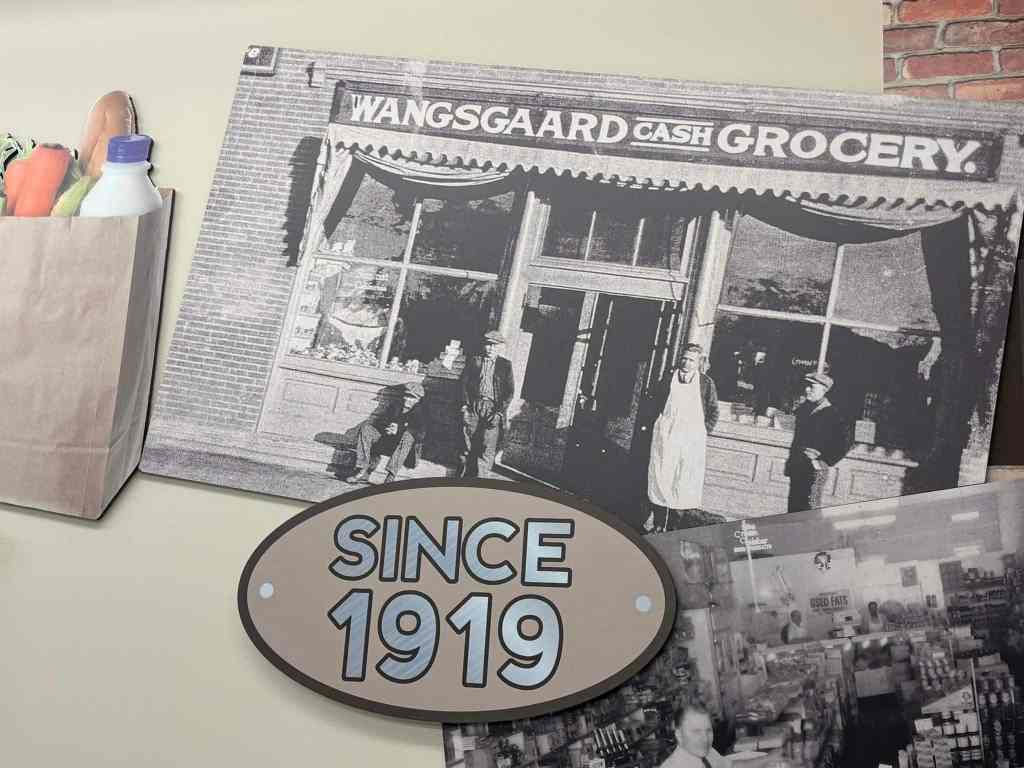 WANGSGAARD CASH GROCERY.
SINCE
1919
USED FATS